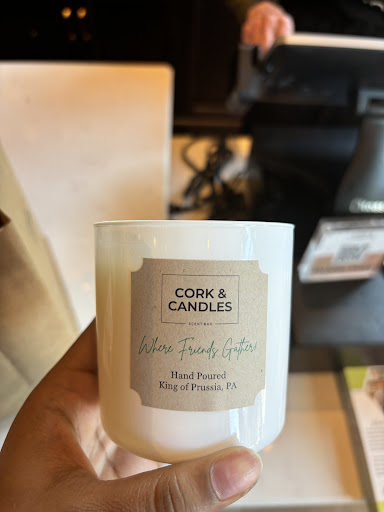 CORK &
CANDLES
Where Friends Gather
Hand Poured
King of Prussia, PA